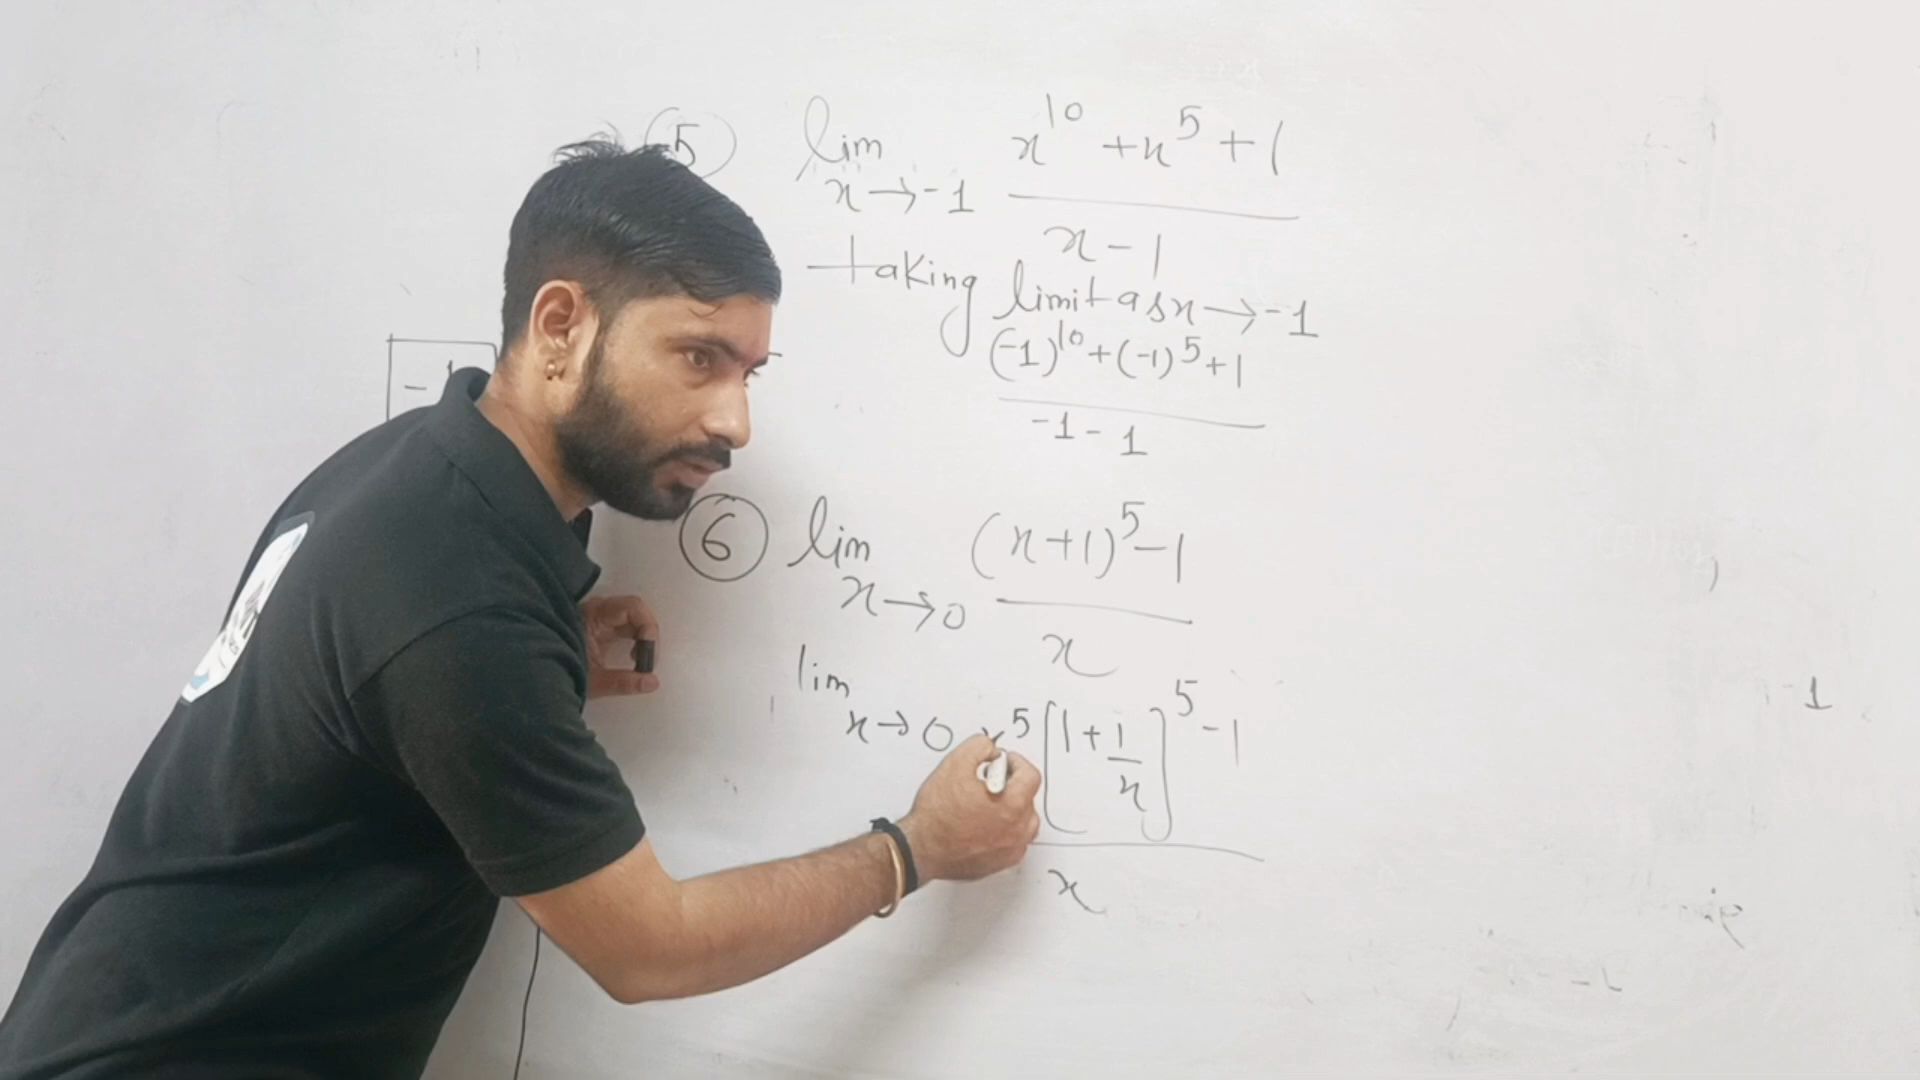 5 lim x→-1 x^10 + x^5 + 1 / x - 1
taking limit as x → -1
(-1)^10 + (-1)^5 + 1 / -1 - 1
6 lim x→0 (x+1)^5 - 1 / x
lim x→0 x^5 [1 + 1/x]^5 - 1 / x
-1